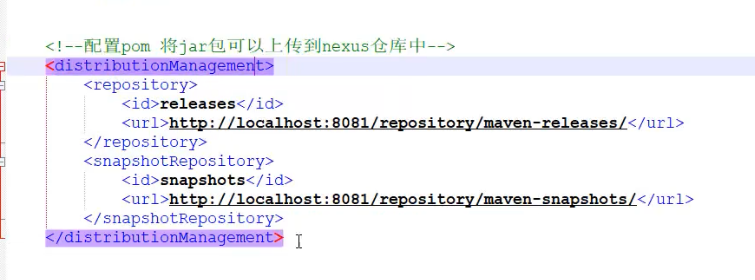 <!--配置pom 将jar包可以上传到nexus仓库中-->
<distributionManagement>
<repository>
<id>releases</id>
<url>http://localhost:8081/repository/maven-releases/</url>
</repository>
<snapshotRepository>
<id>snapshots</id>
<url>http://localhost:8081/repository/maven-snapshots/</url>
</snapshotRepository>
</distributionManagement>